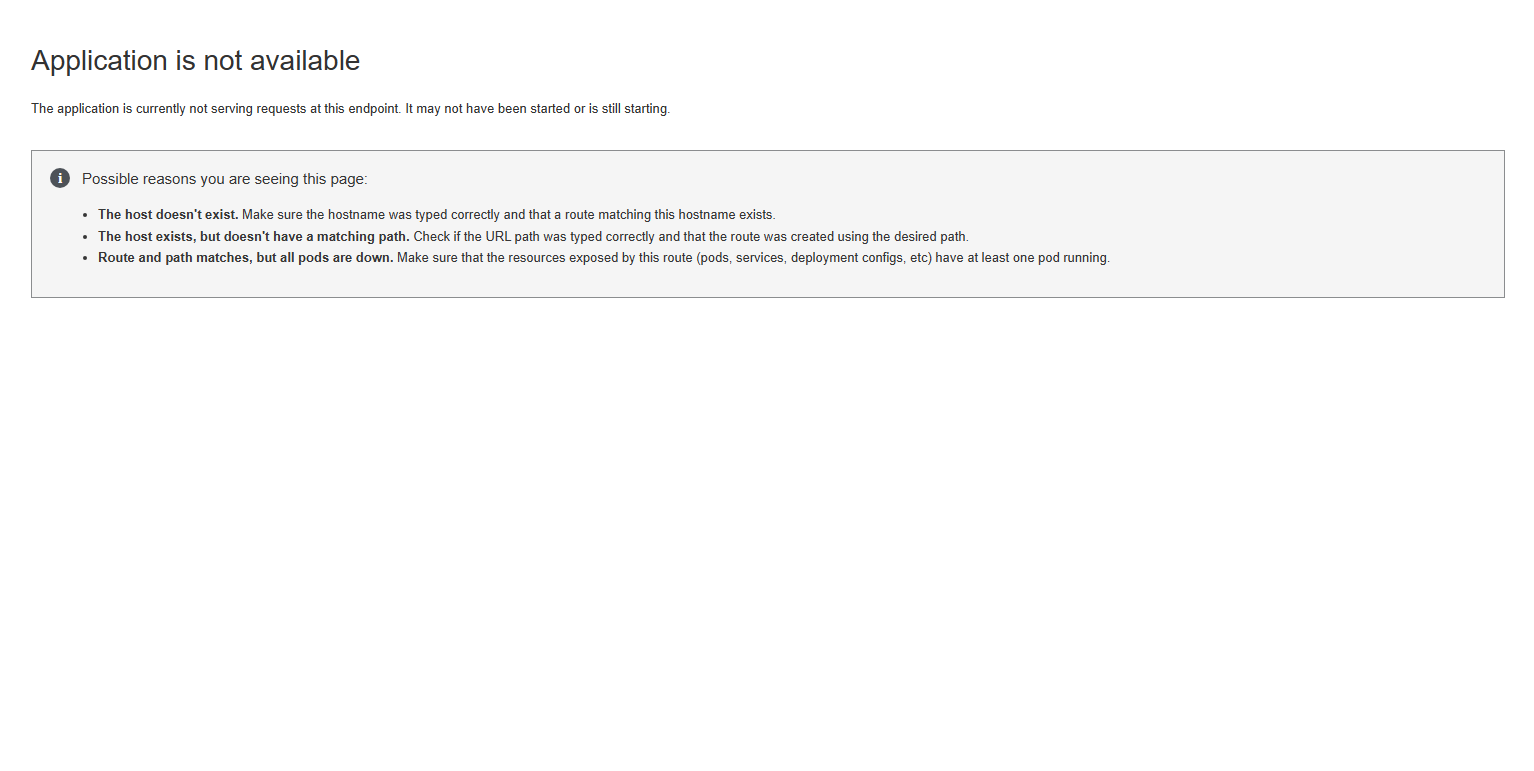 Application is not available
The application is currently not serving requests at this endpoint. It may not have been started or is still starting.
Possible reasons you are seeing this page:
The host doesn't exist. Make sure the hostname was typed correctly and that a route matching this hostname exists.
The host exists, but doesn't have a matching path. Check if the URL path was typed correctly and that the route was created using the desired path.
Route and path matches, but all pods are down. Make sure that the resources exposed by this route (pods, services, deployment configs, etc) have at least one pod running.